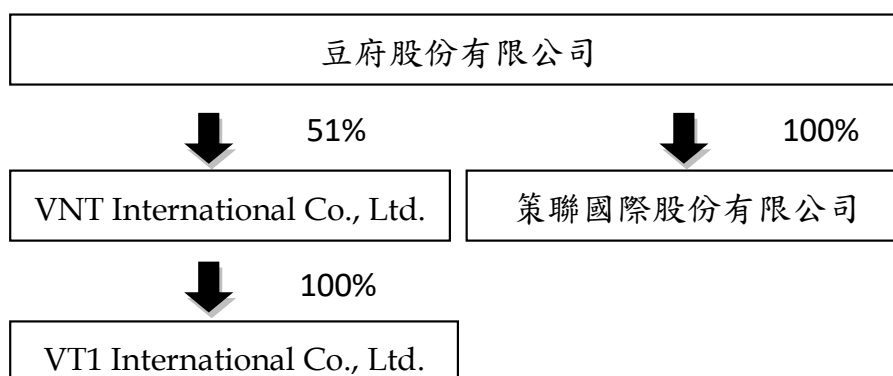 豆府股份有限公司
51%
100%
VNT International Co., Ltd.
策聯國際股份有限公司
100%
VT1 International Co., Ltd.